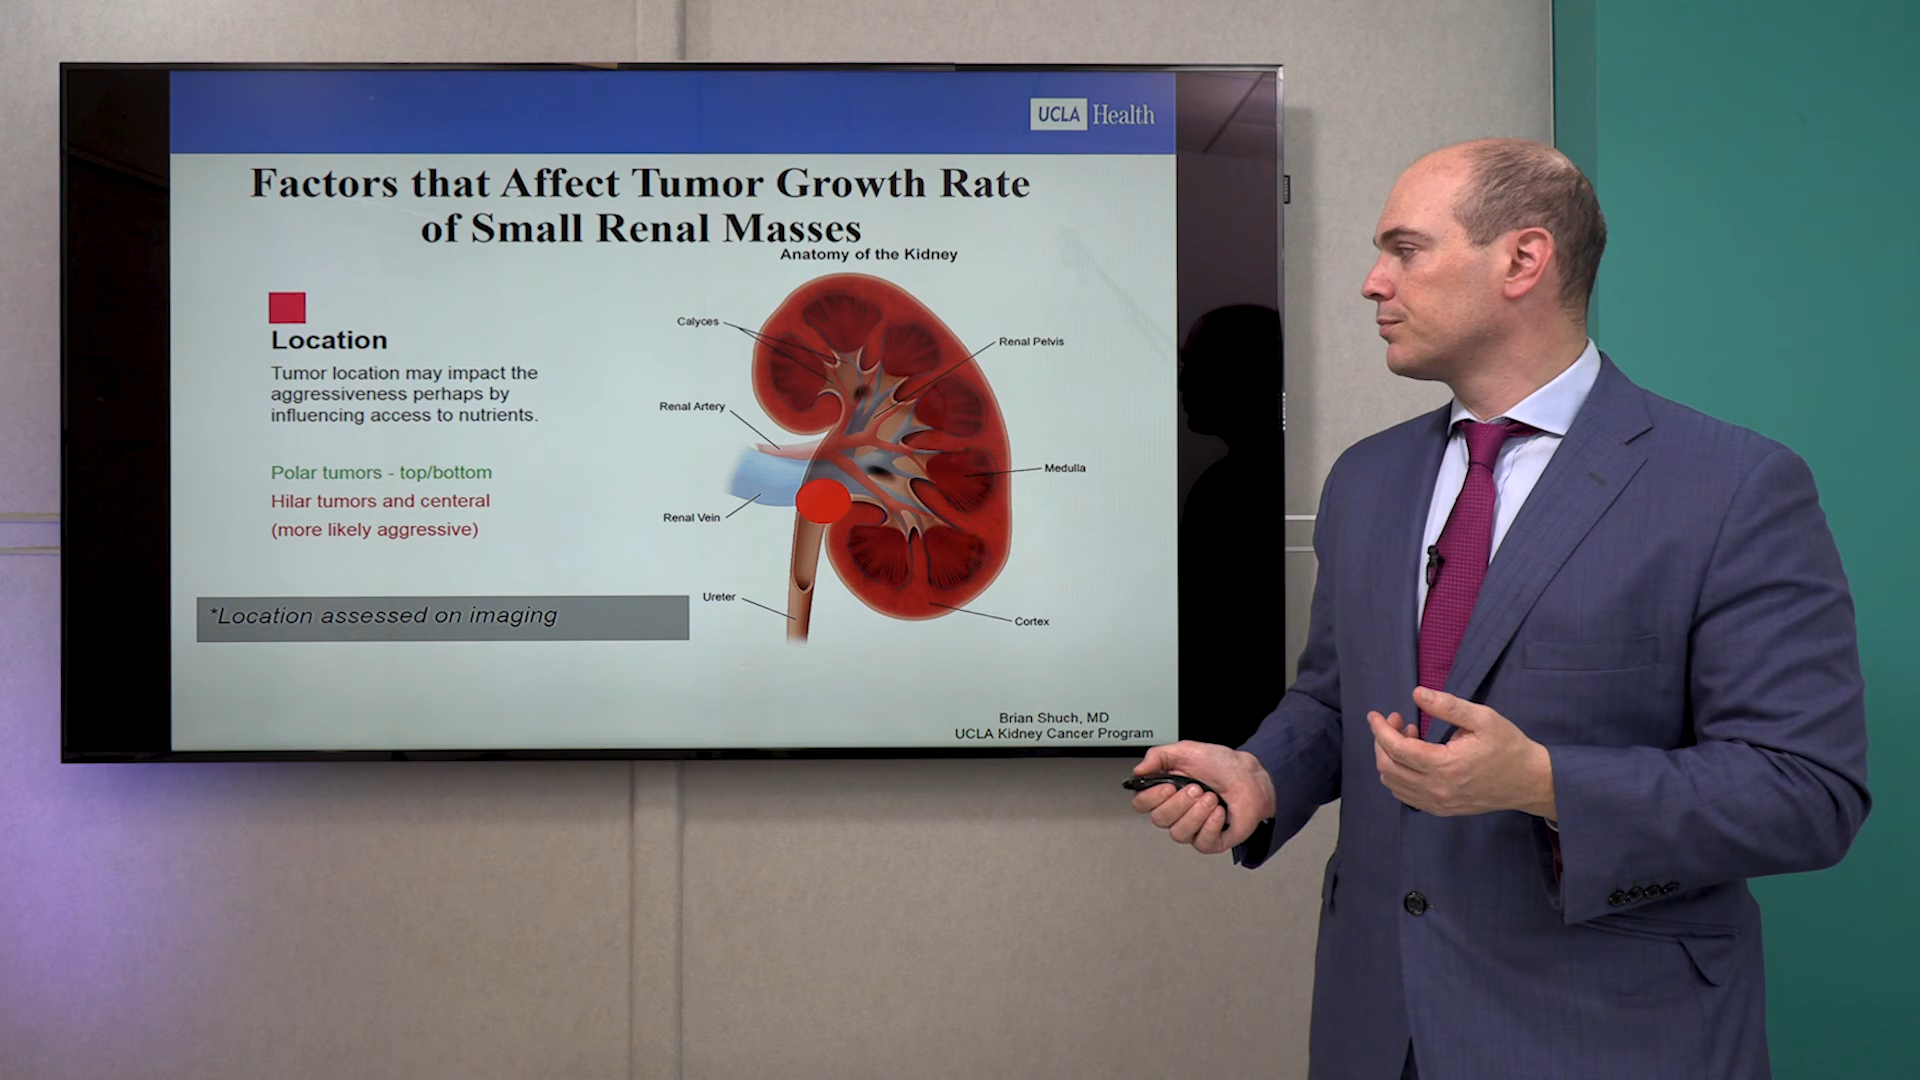 UCLA Health
Factors that Affect Tumor Growth Rate
of Small Renal Masses
Anatomy of the Kidney
Location
Tumor location may impact the
aggressiveness perhaps by
influencing access to nutrients.
Polar tumors - top/bottom
Hilar tumors and centeral
(more likely aggressive)
*Location assessed on imaging
Calyces
Renal Pelvis
Renal Artery
Medulla
Renal Vein
Ureter
Cortex
Brian Shuch, MD
UCLA Kidney Cancer Program